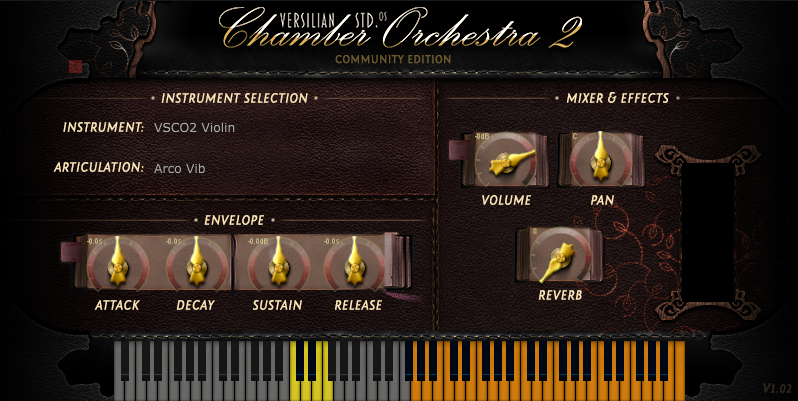 VERSILIAN STD.OS
Chamber Orchestra 2
COMMUNITY EDITION
• INSTRUMENT SELECTION •
INSTRUMENT: VSCO2 Violin
ARTICULATION: Arco Vib
• ENVELOPE •
-0.0s -0.0s -0.0dB -0.0s
ATTACK DECAY SUSTAIN RELEASE
• MIXER & EFFECTS •
-0dB C
VOLUME PAN
REVERB
V1.02